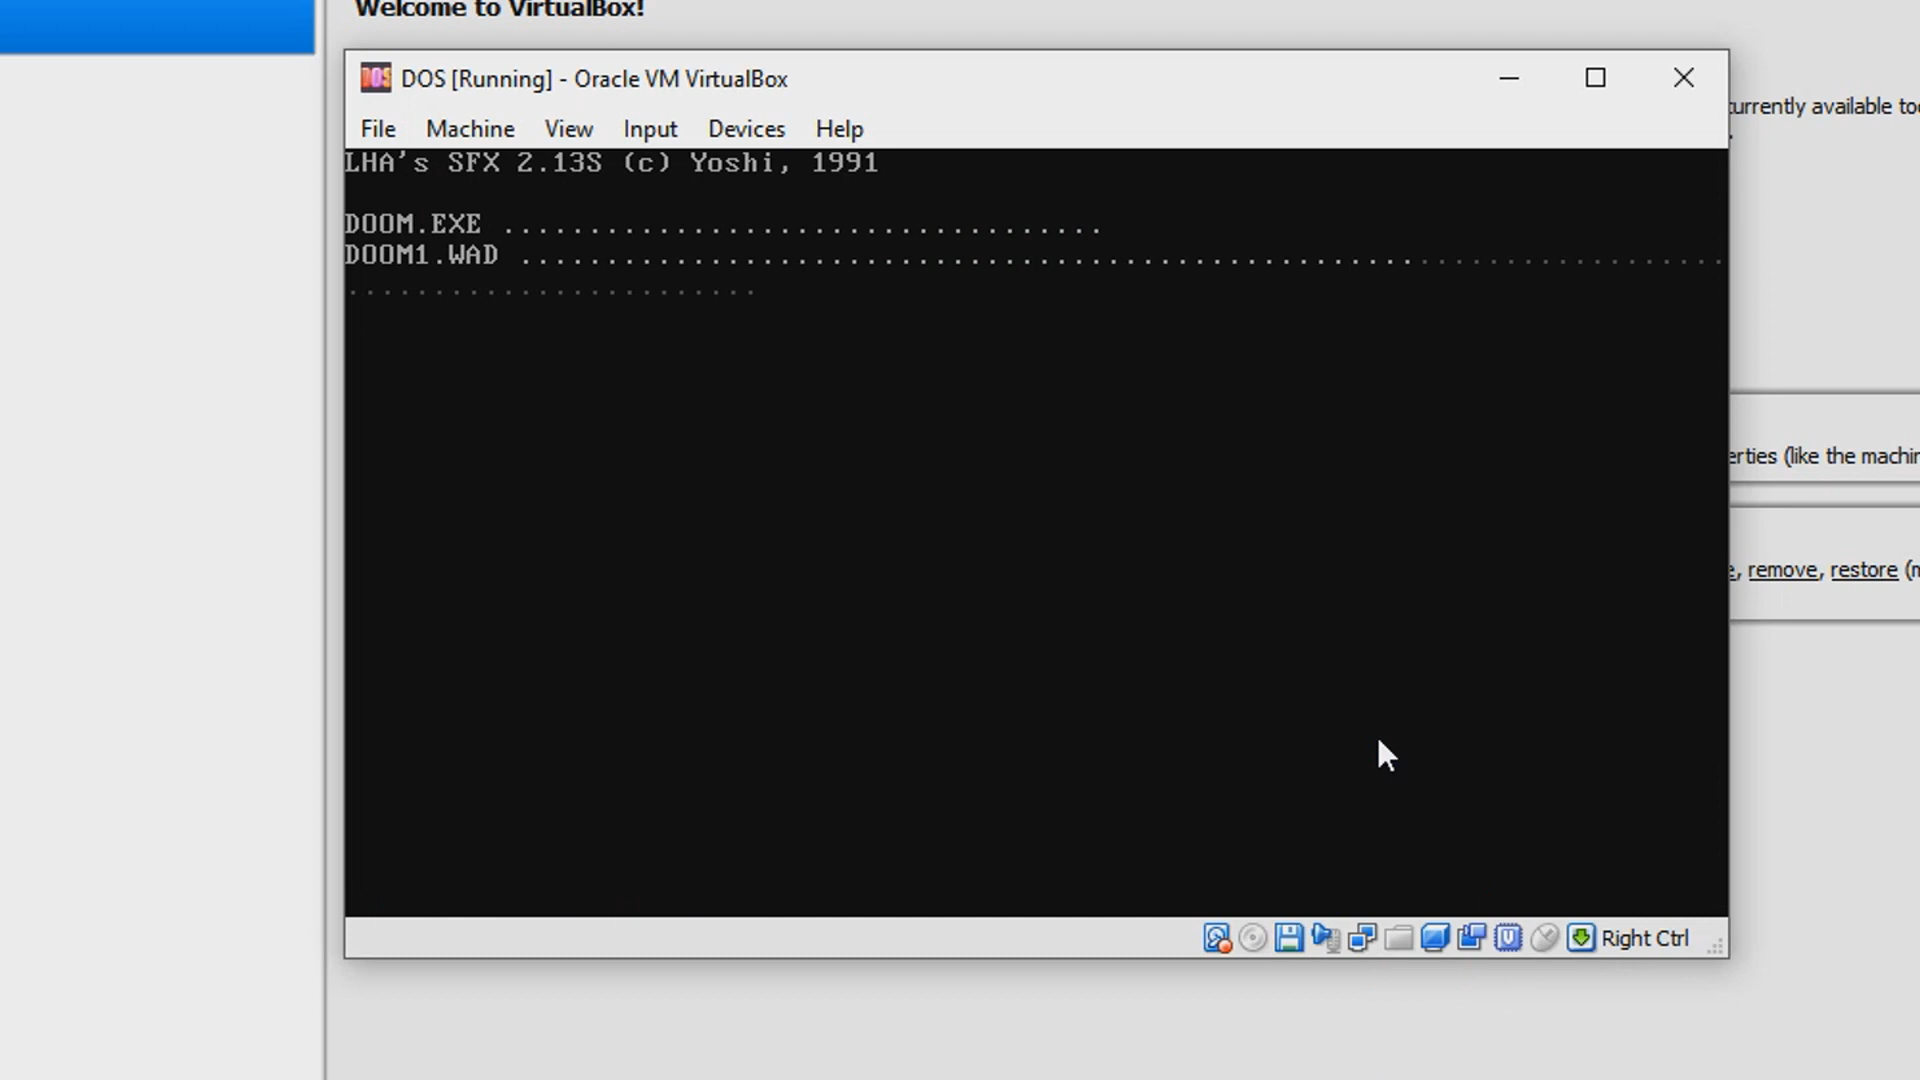 Welcome to VirtualBox!
DOS [Running] - Oracle VM VirtualBox
currently available too
File Machine View Input Devices Help
LHA's SFX 2.13S (c) Yoshi, 1991
DOOM.EXE ...................................
DOOM1.WAD ......................................................................
........................
erties (like the machin
e, remove, restore (m
Right Ctrl